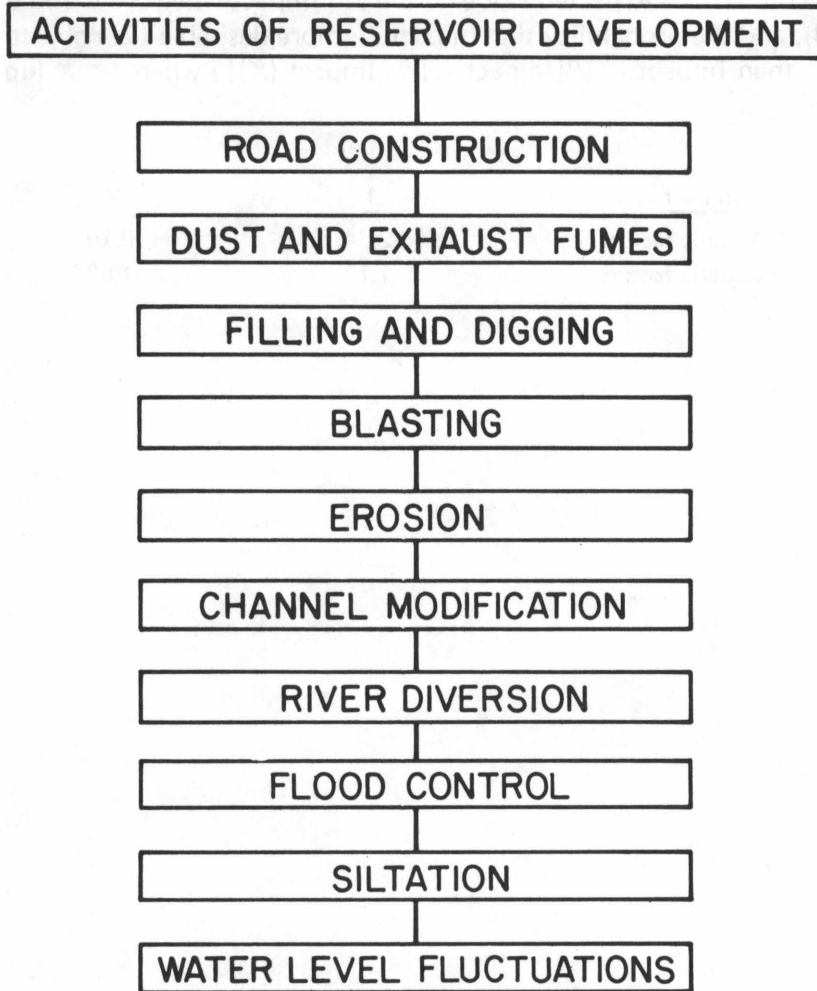 ACTIVITIES OF RESERVOIR DEVELOPMENT
ROAD CONSTRUCTION
DUST AND EXHAUST FUMES
FILLING AND DIGGING
BLASTING
EROSION
CHANNEL MODIFICATION
RIVER DIVERSION
FLOOD CONTROL
SILTATION
WATER LEVEL FLUCTUATIONS